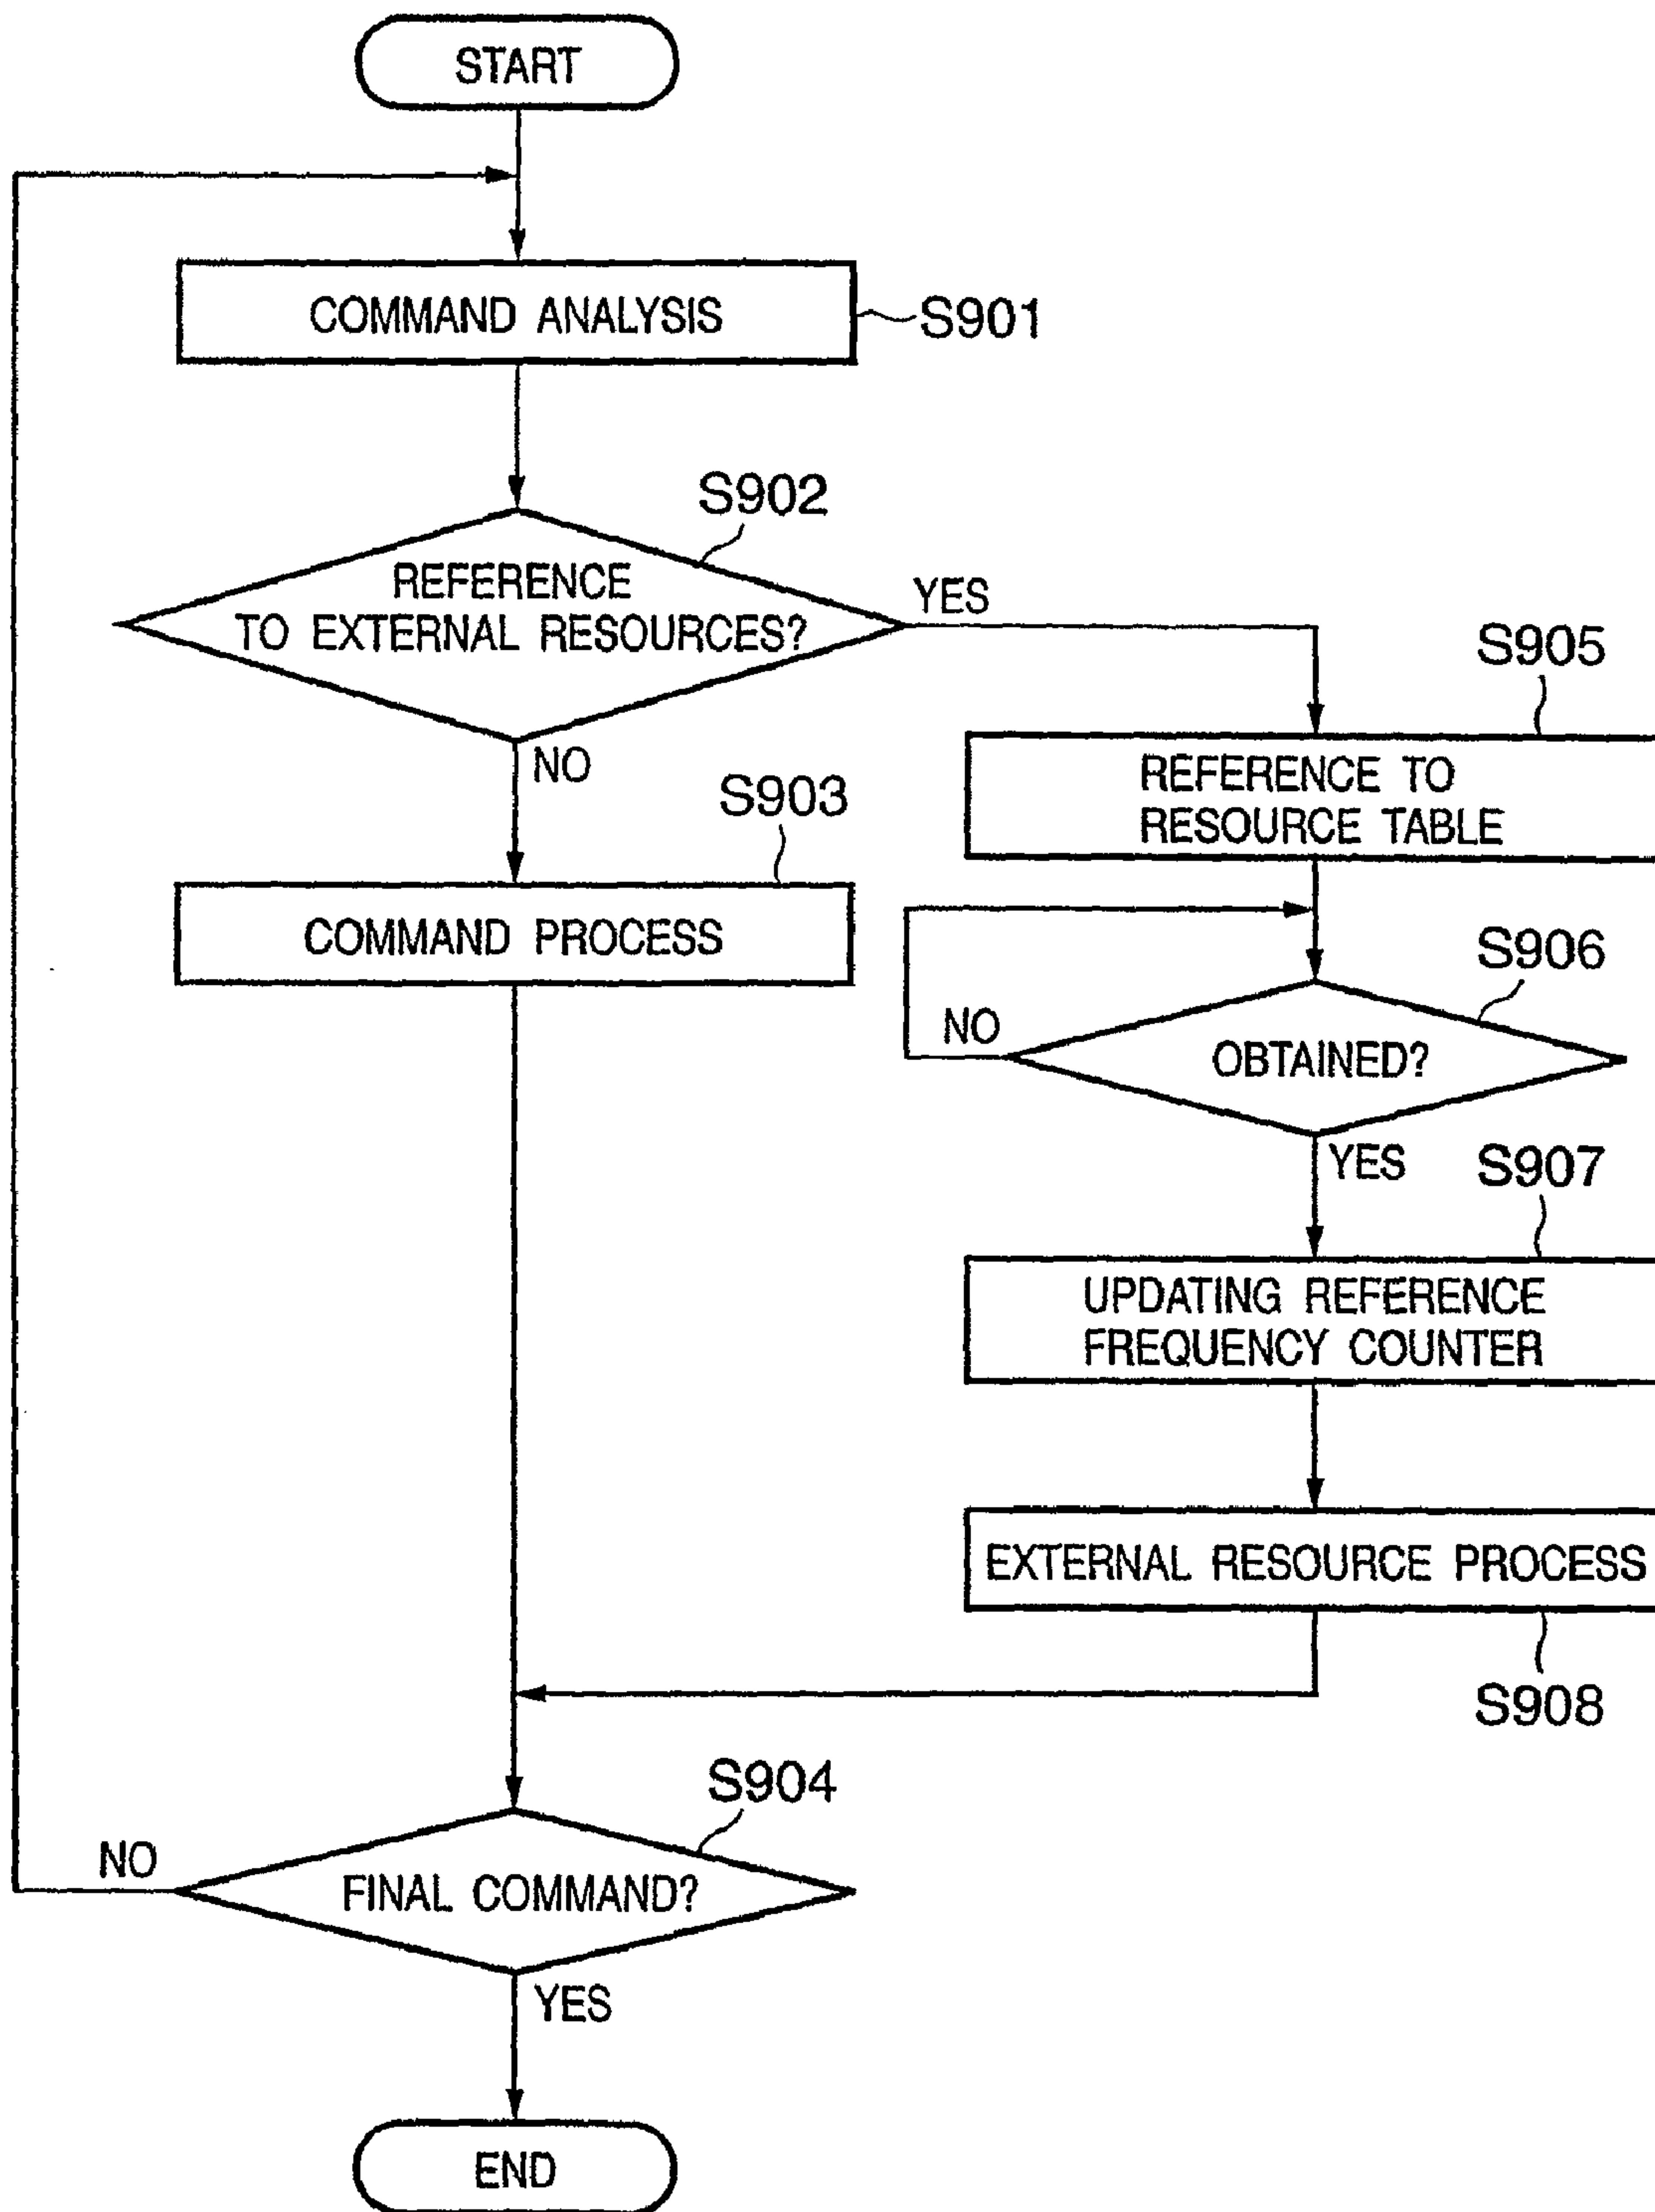 START
COMMAND ANALYSIS
S901
S902
REFERENCE
TO EXTERNAL RESOURCES?
YES
NO
S903
COMMAND PROCESS
S905
REFERENCE TO
RESOURCE TABLE
S906
NO
OBTAINED?
YES
S907
UPDATING REFERENCE
FREQUENCY COUNTER
EXTERNAL RESOURCE PROCESS
S908
S904
NO
FINAL COMMAND?
YES
END